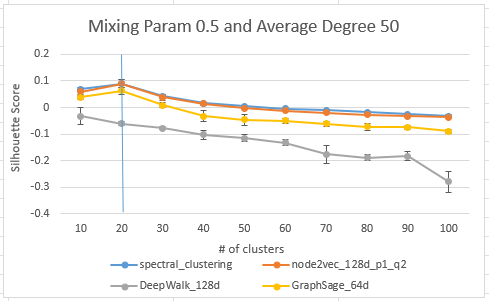 Mixing Param 0.5 and Average Degree 50
0.2
0.1
0
-0.1
-0.2
-0.3
-0.4
Silhouette Score
10 20 30 40 50 60 70 80 90 100
# of clusters
spectral_clustering node2vec_128d_p1_q2
DeepWalk_128d GraphSage_64d